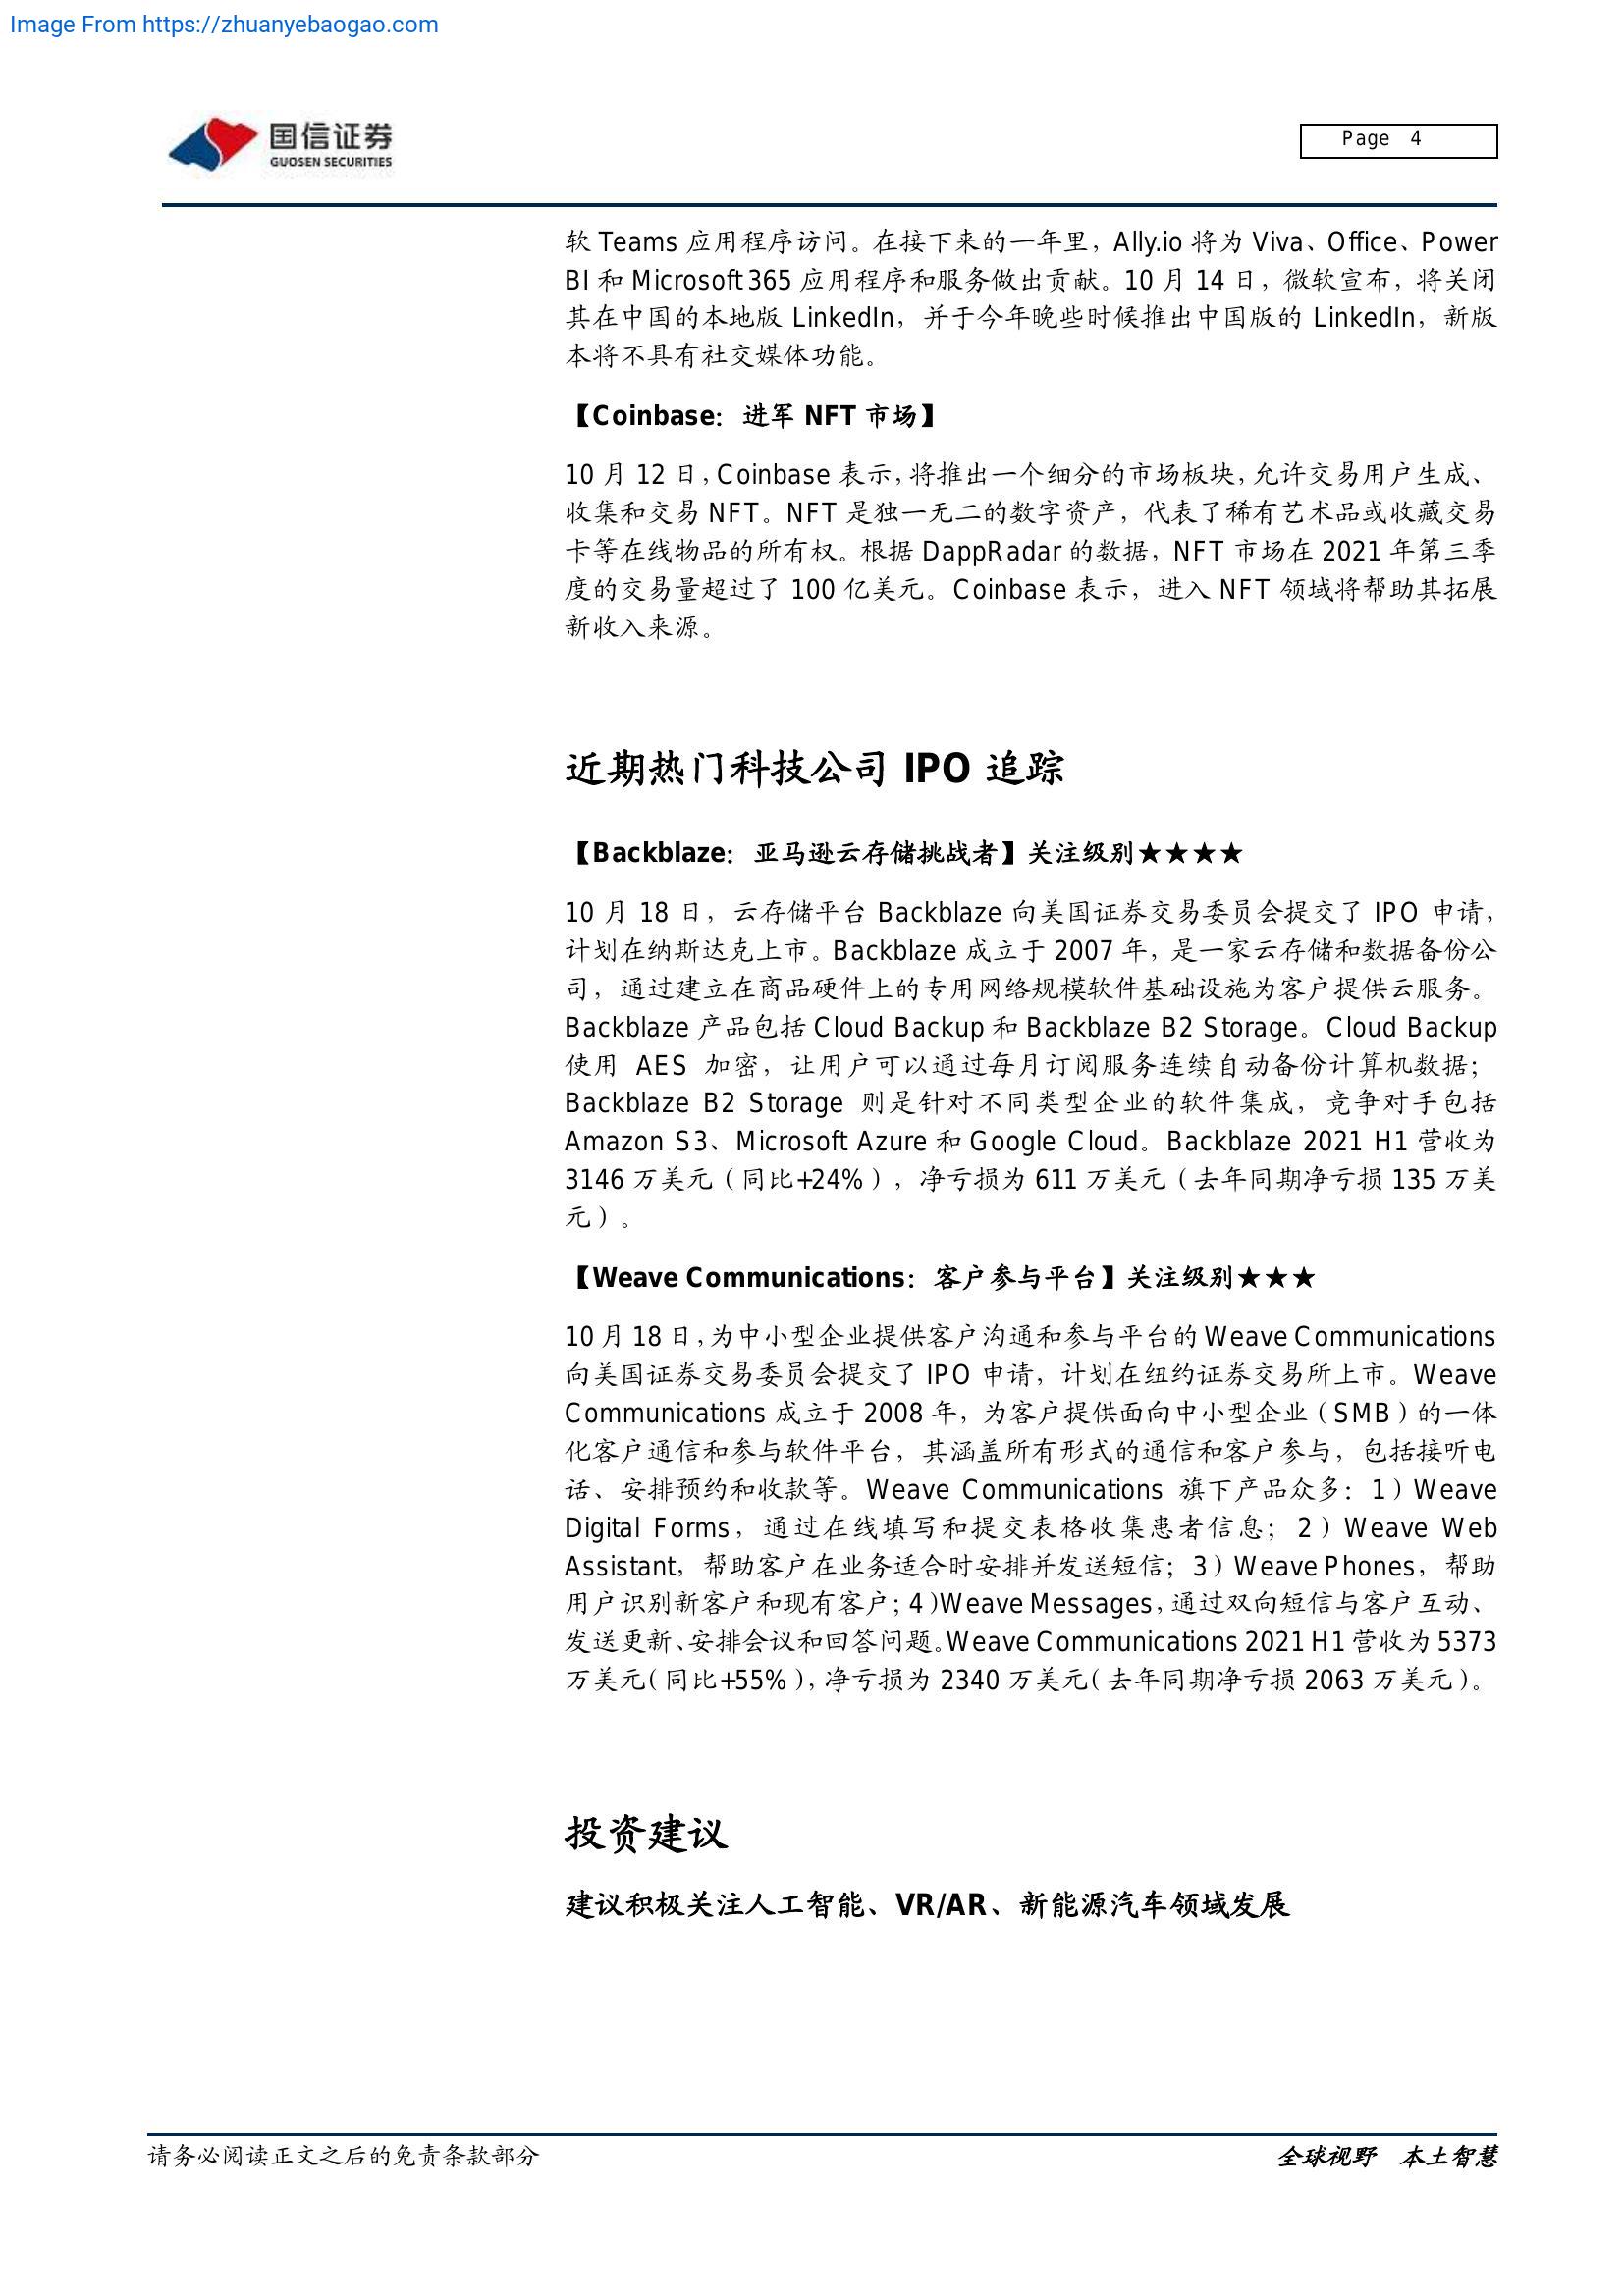 Image From https://zhuanyebaogao.com
国信证券
GUOSEN SECURITIES
Page 4
软 Teams 应用程序访问。在接下来的一年里，Ally.io 将为 Viva、Office、Power
BI 和 Microsoft 365 应用程序和服务做出贡献。10 月 14 日，微软宣布，将关闭
其在中国的本地版 LinkedIn，并于今年晚些时候推出中国版的 LinkedIn，新版
本将不具有社交媒体功能。
【Coinbase：进军 NFT 市场】
10 月 12 日，Coinbase 表示，将推出一个细分的市场板块，允许交易用户生成、
收集和交易 NFT。NFT 是独一无二的数字资产，代表了稀有艺术品或收藏交易
卡等在线物品的所有权。根据 DappRadar 的数据，NFT 市场在 2021 年第三季
度的交易量超过了 100 亿美元。Coinbase 表示，进入 NFT 领域将帮助其拓展
新收入来源。
近期热门科技公司 IPO 追踪
【Backblaze：亚马逊云存储挑战者】关注级别★★★★
10 月 18 日，云存储平台 Backblaze 向美国证券交易委员会提交了 IPO 申请，
计划在纳斯达克上市。Backblaze 成立于 2007 年，是一家云存储和数据备份公
司，通过建立在商品硬件上的专用网络规模软件基础设施为客户提供云服务。
Backblaze 产品包括 Cloud Backup 和 Backblaze B2 Storage。Cloud Backup
使用 AES 加密，让用户可以通过每月订阅服务连续自动备份计算机数据；
Backblaze B2 Storage 则是针对不同类型企业的软件集成，竞争对手包括
Amazon S3、Microsoft Azure 和 Google Cloud。Backblaze 2021 H1 营收为
3146 万美元（同比+24%），净亏损为 611 万美元（去年同期净亏损 135 万美
元）。
【Weave Communications：客户参与平台】关注级别★★★
10 月 18 日，为中小型企业提供客户沟通和参与平台的 Weave Communications
向美国证券交易委员会提交了 IPO 申请，计划在纽约证券交易所上市。Weave
Communications 成立于 2008 年，为客户提供面向中小型企业（SMB）的一体
化客户通信和参与软件平台，其涵盖所有形式的通信和客户参与，包括接听电
话、安排预约和收款等。Weave Communications 旗下产品众多：1）Weave
Digital Forms，通过在线填写和提交表格收集患者信息；2）Weave Web
Assistant，帮助客户在业务适合时安排并发送短信；3）Weave Phones，帮助
用户识别新客户和现有客户；4）Weave Messages，通过双向短信与客户互动、
发送更新、安排会议和回答问题。Weave Communications 2021 H1 营收为 5373
万美元（同比+55%），净亏损为 2340 万美元（去年同期净亏损 2063 万美元）。
投资建议
建议积极关注人工智能、VR/AR、新能源汽车领域发展
请务必阅读正文之后的免责条款部分
全球视野 本土智慧